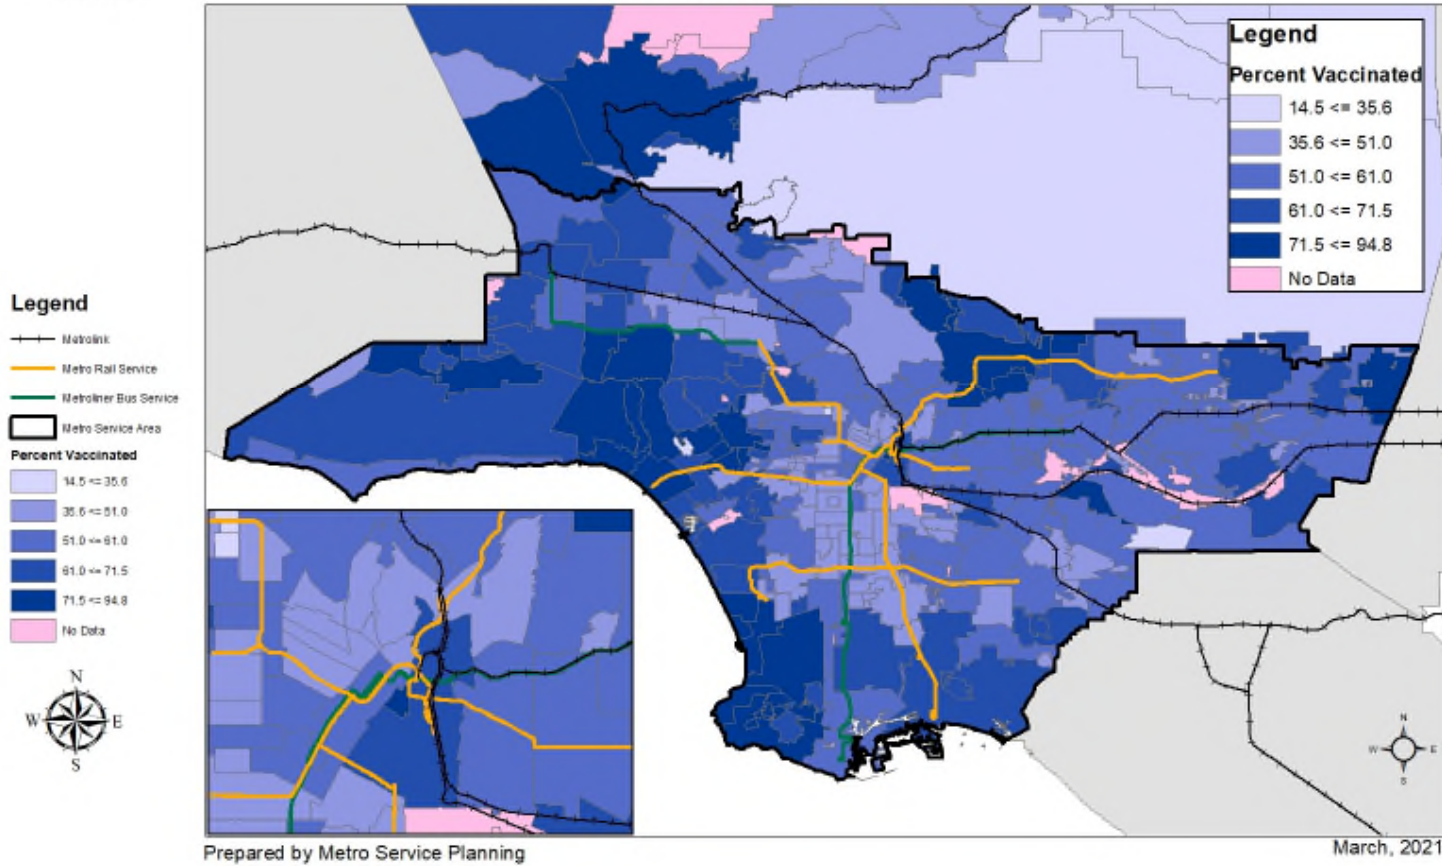 Legend
Metrolink
Metro Rail Service
Metroliner Bus Service
Metro Service Area
Percent Vaccinated
14.5 <= 35.6
35.6 <= 51.0
51.0 <= 61.0
61.0 <= 71.5
71.5 <= 94.8
No Data
N
W E
S
Legend
Percent Vaccinated
14.5 <= 35.6
35.6 <= 51.0
51.0 <= 61.0
61.0 <= 71.5
71.5 <= 94.8
No Data
N
W E
S
Prepared by Metro Service Planning
March, 2021